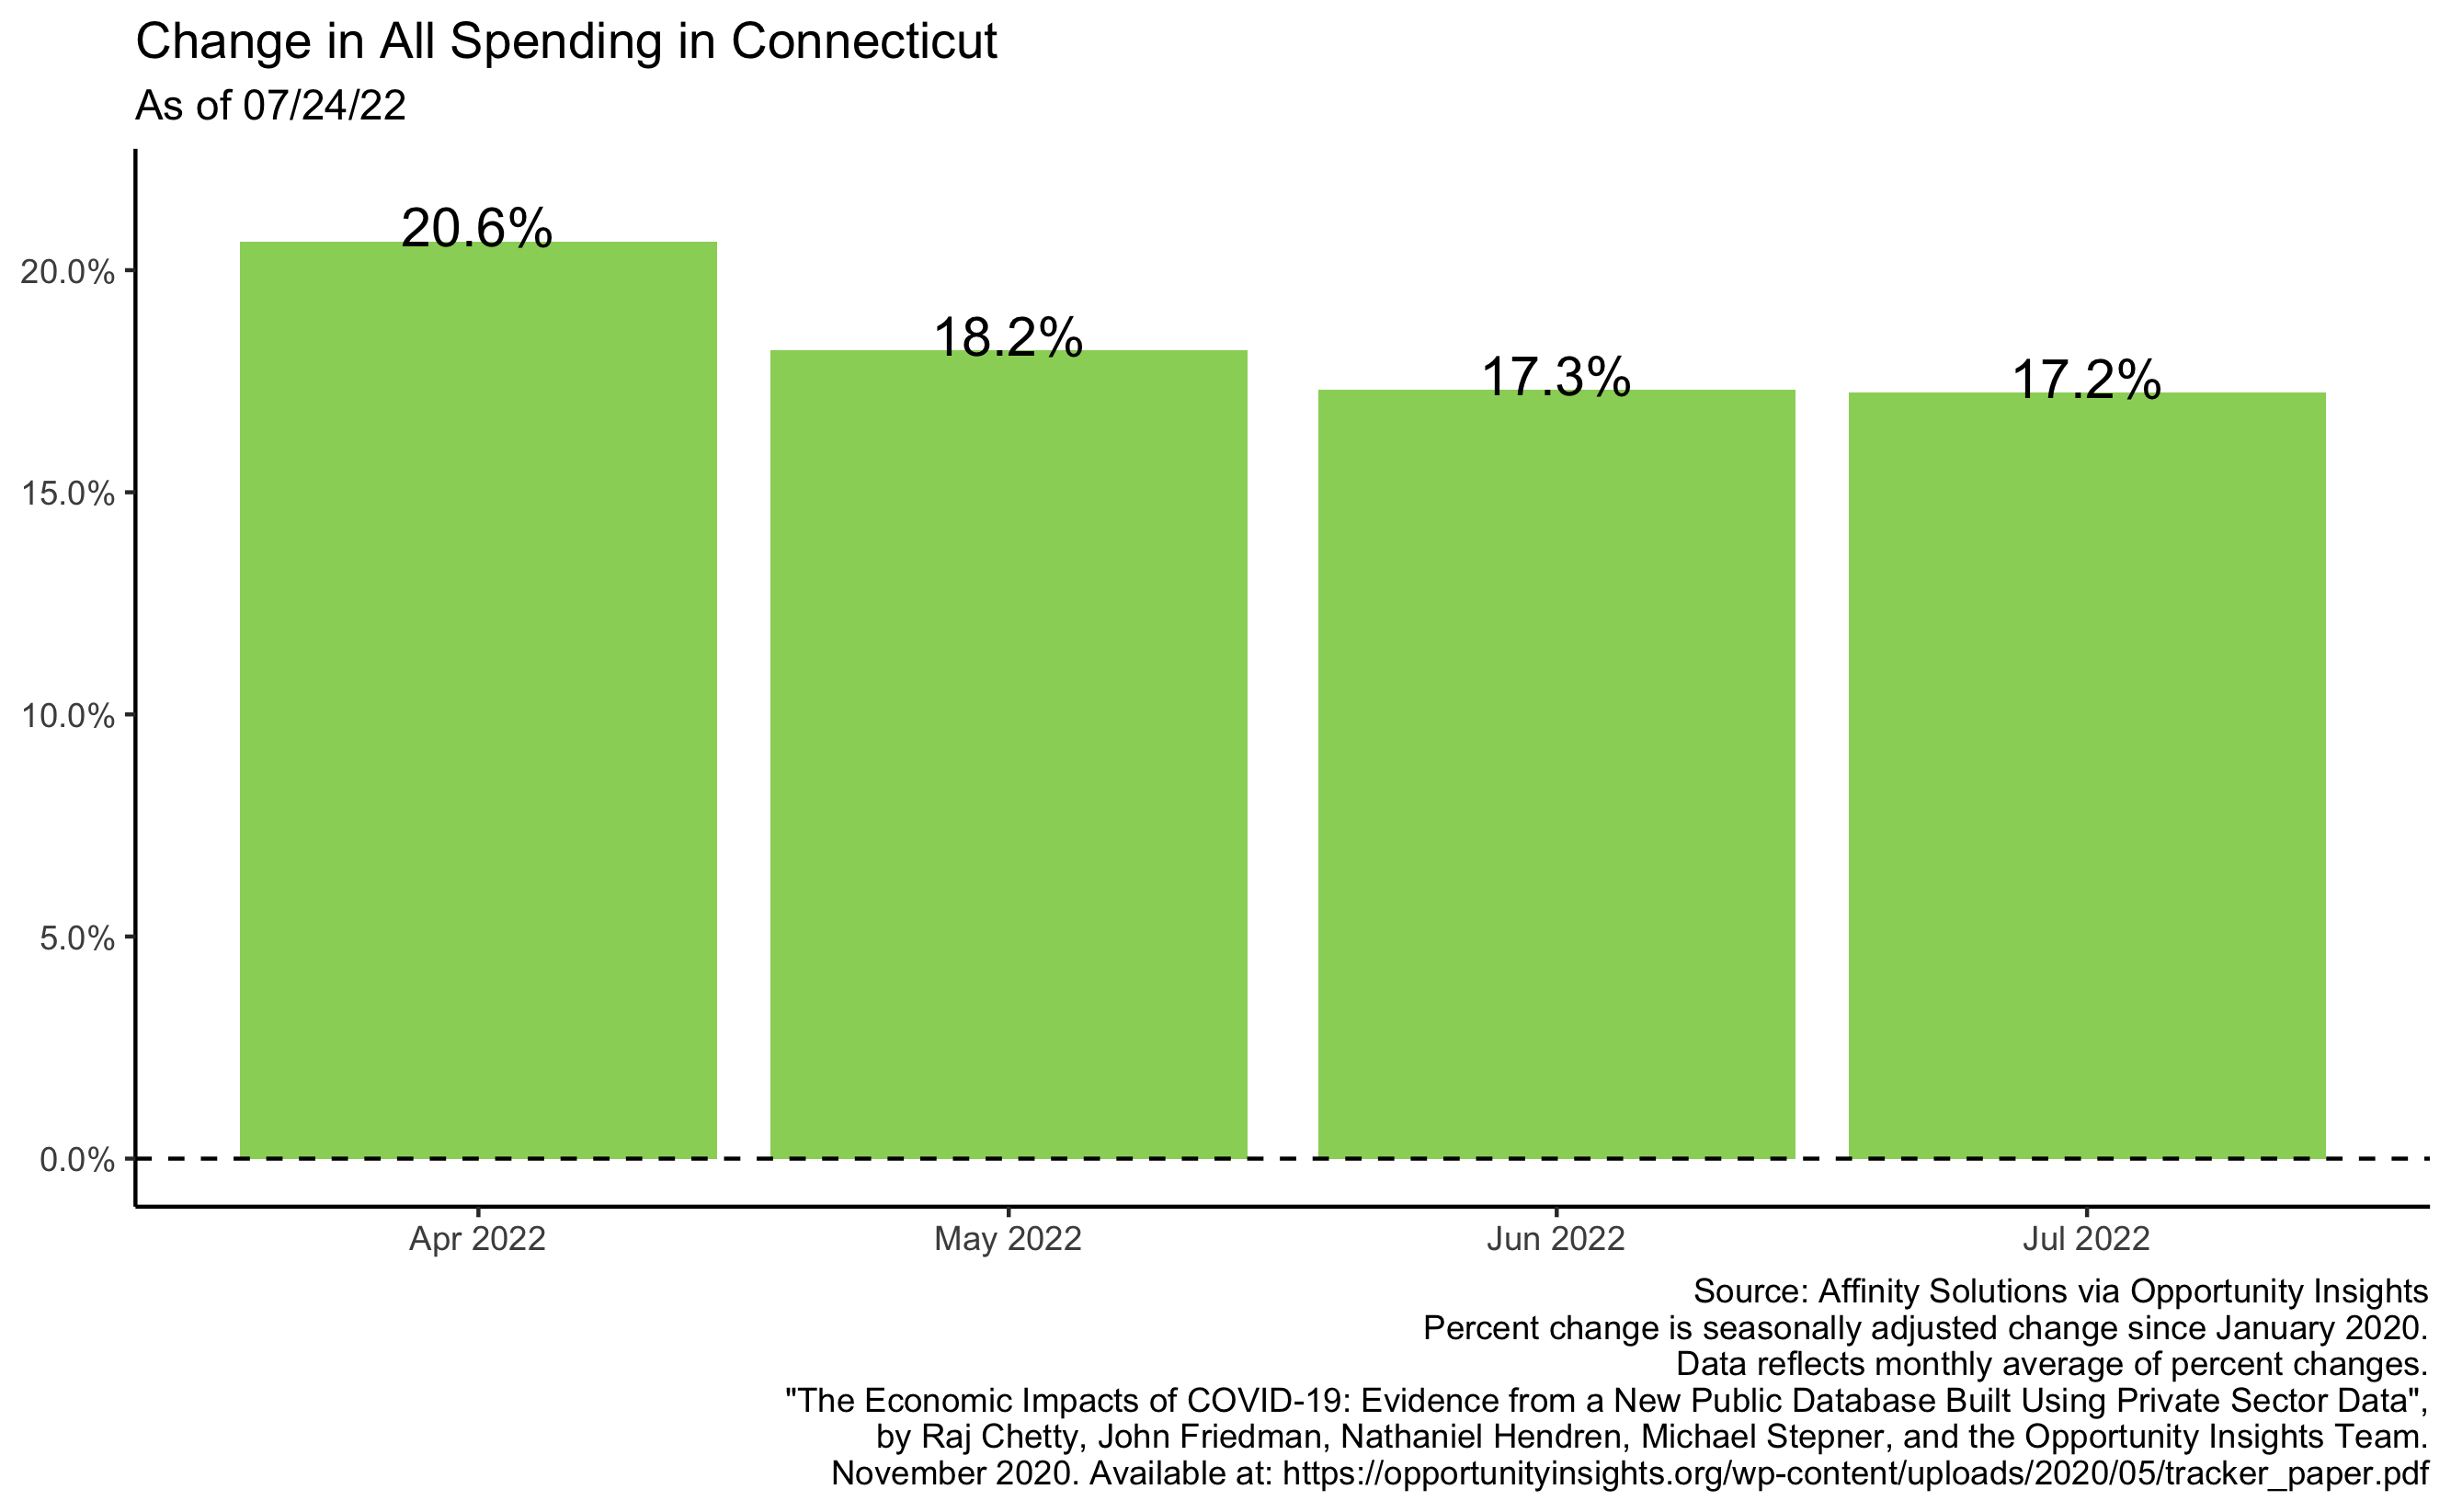 Change in All Spending in Connecticut
As of 07/24/22
20.6%
18.2%
17.3%
17.2%
20.0%
15.0%
10.0%
5.0%
0.0%
Apr 2022
May 2022
Jun 2022
Jul 2022
Source: Affinity Solutions via Opportunity Insights
Percent change is seasonally adjusted change since January 2020.
Data reflects monthly average of percent changes.
"The Economic Impacts of COVID-19: Evidence from a New Public Database Built Using Private Sector Data",
by Raj Chetty, John Friedman, Nathaniel Hendren, Michael Stepner, and the Opportunity Insights Team.
November 2020. Available at: https://opportunityinsights.org/wp-content/uploads/2020/05/tracker_paper.pdf